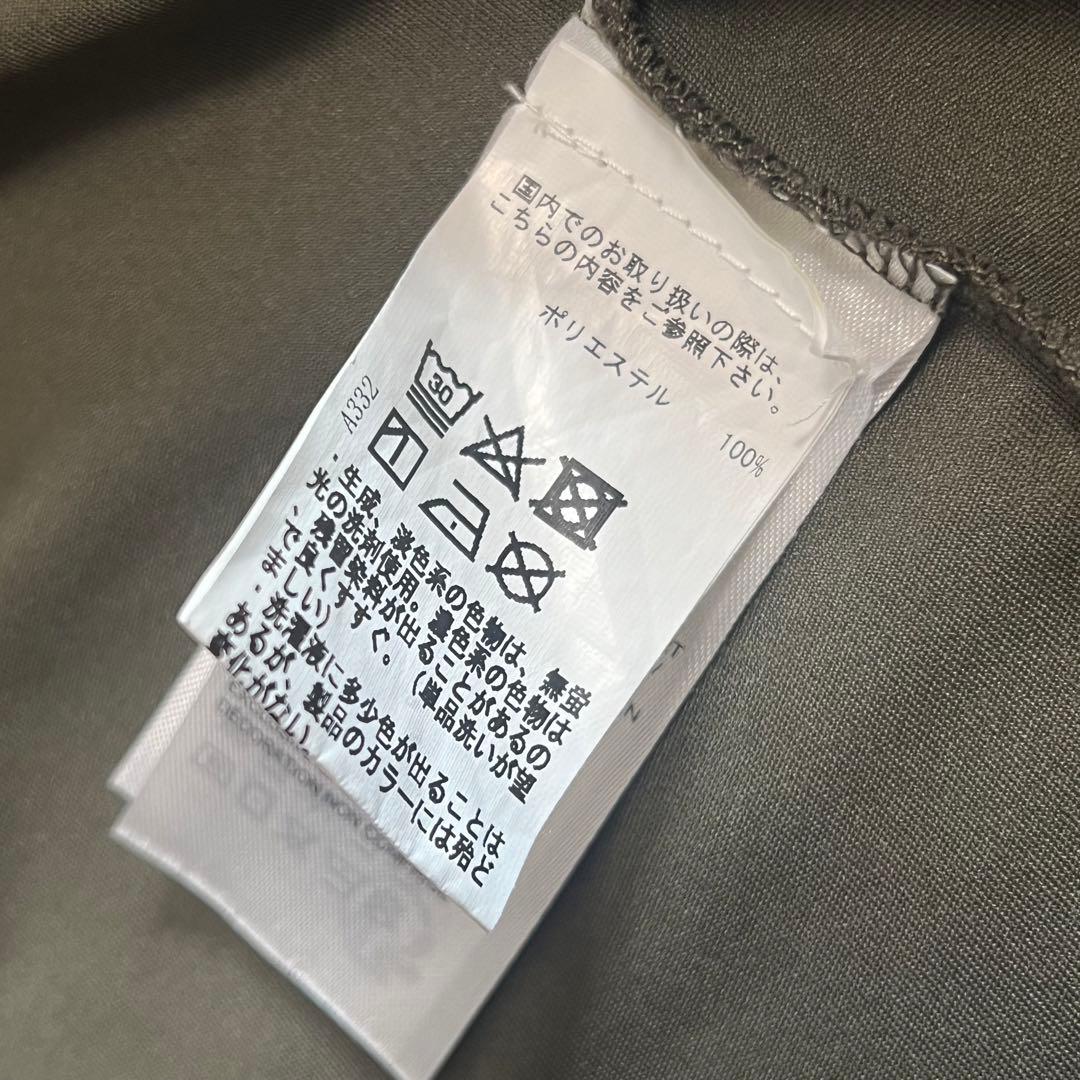 国内でのお取り扱いの際は、
こちらの内容をご参照下さい。
ポリエステル 100%
A332
30
・生成、淡色系の色物は、無蛍
光の洗剤使用。濃色系の色物は
、残留染料が出ることがあるの
で良くすすぐ。(単品洗いが望
ましい)
・洗濯液に多少色が出ることは
あるが、製品のカラーには殆ど
変化がない。